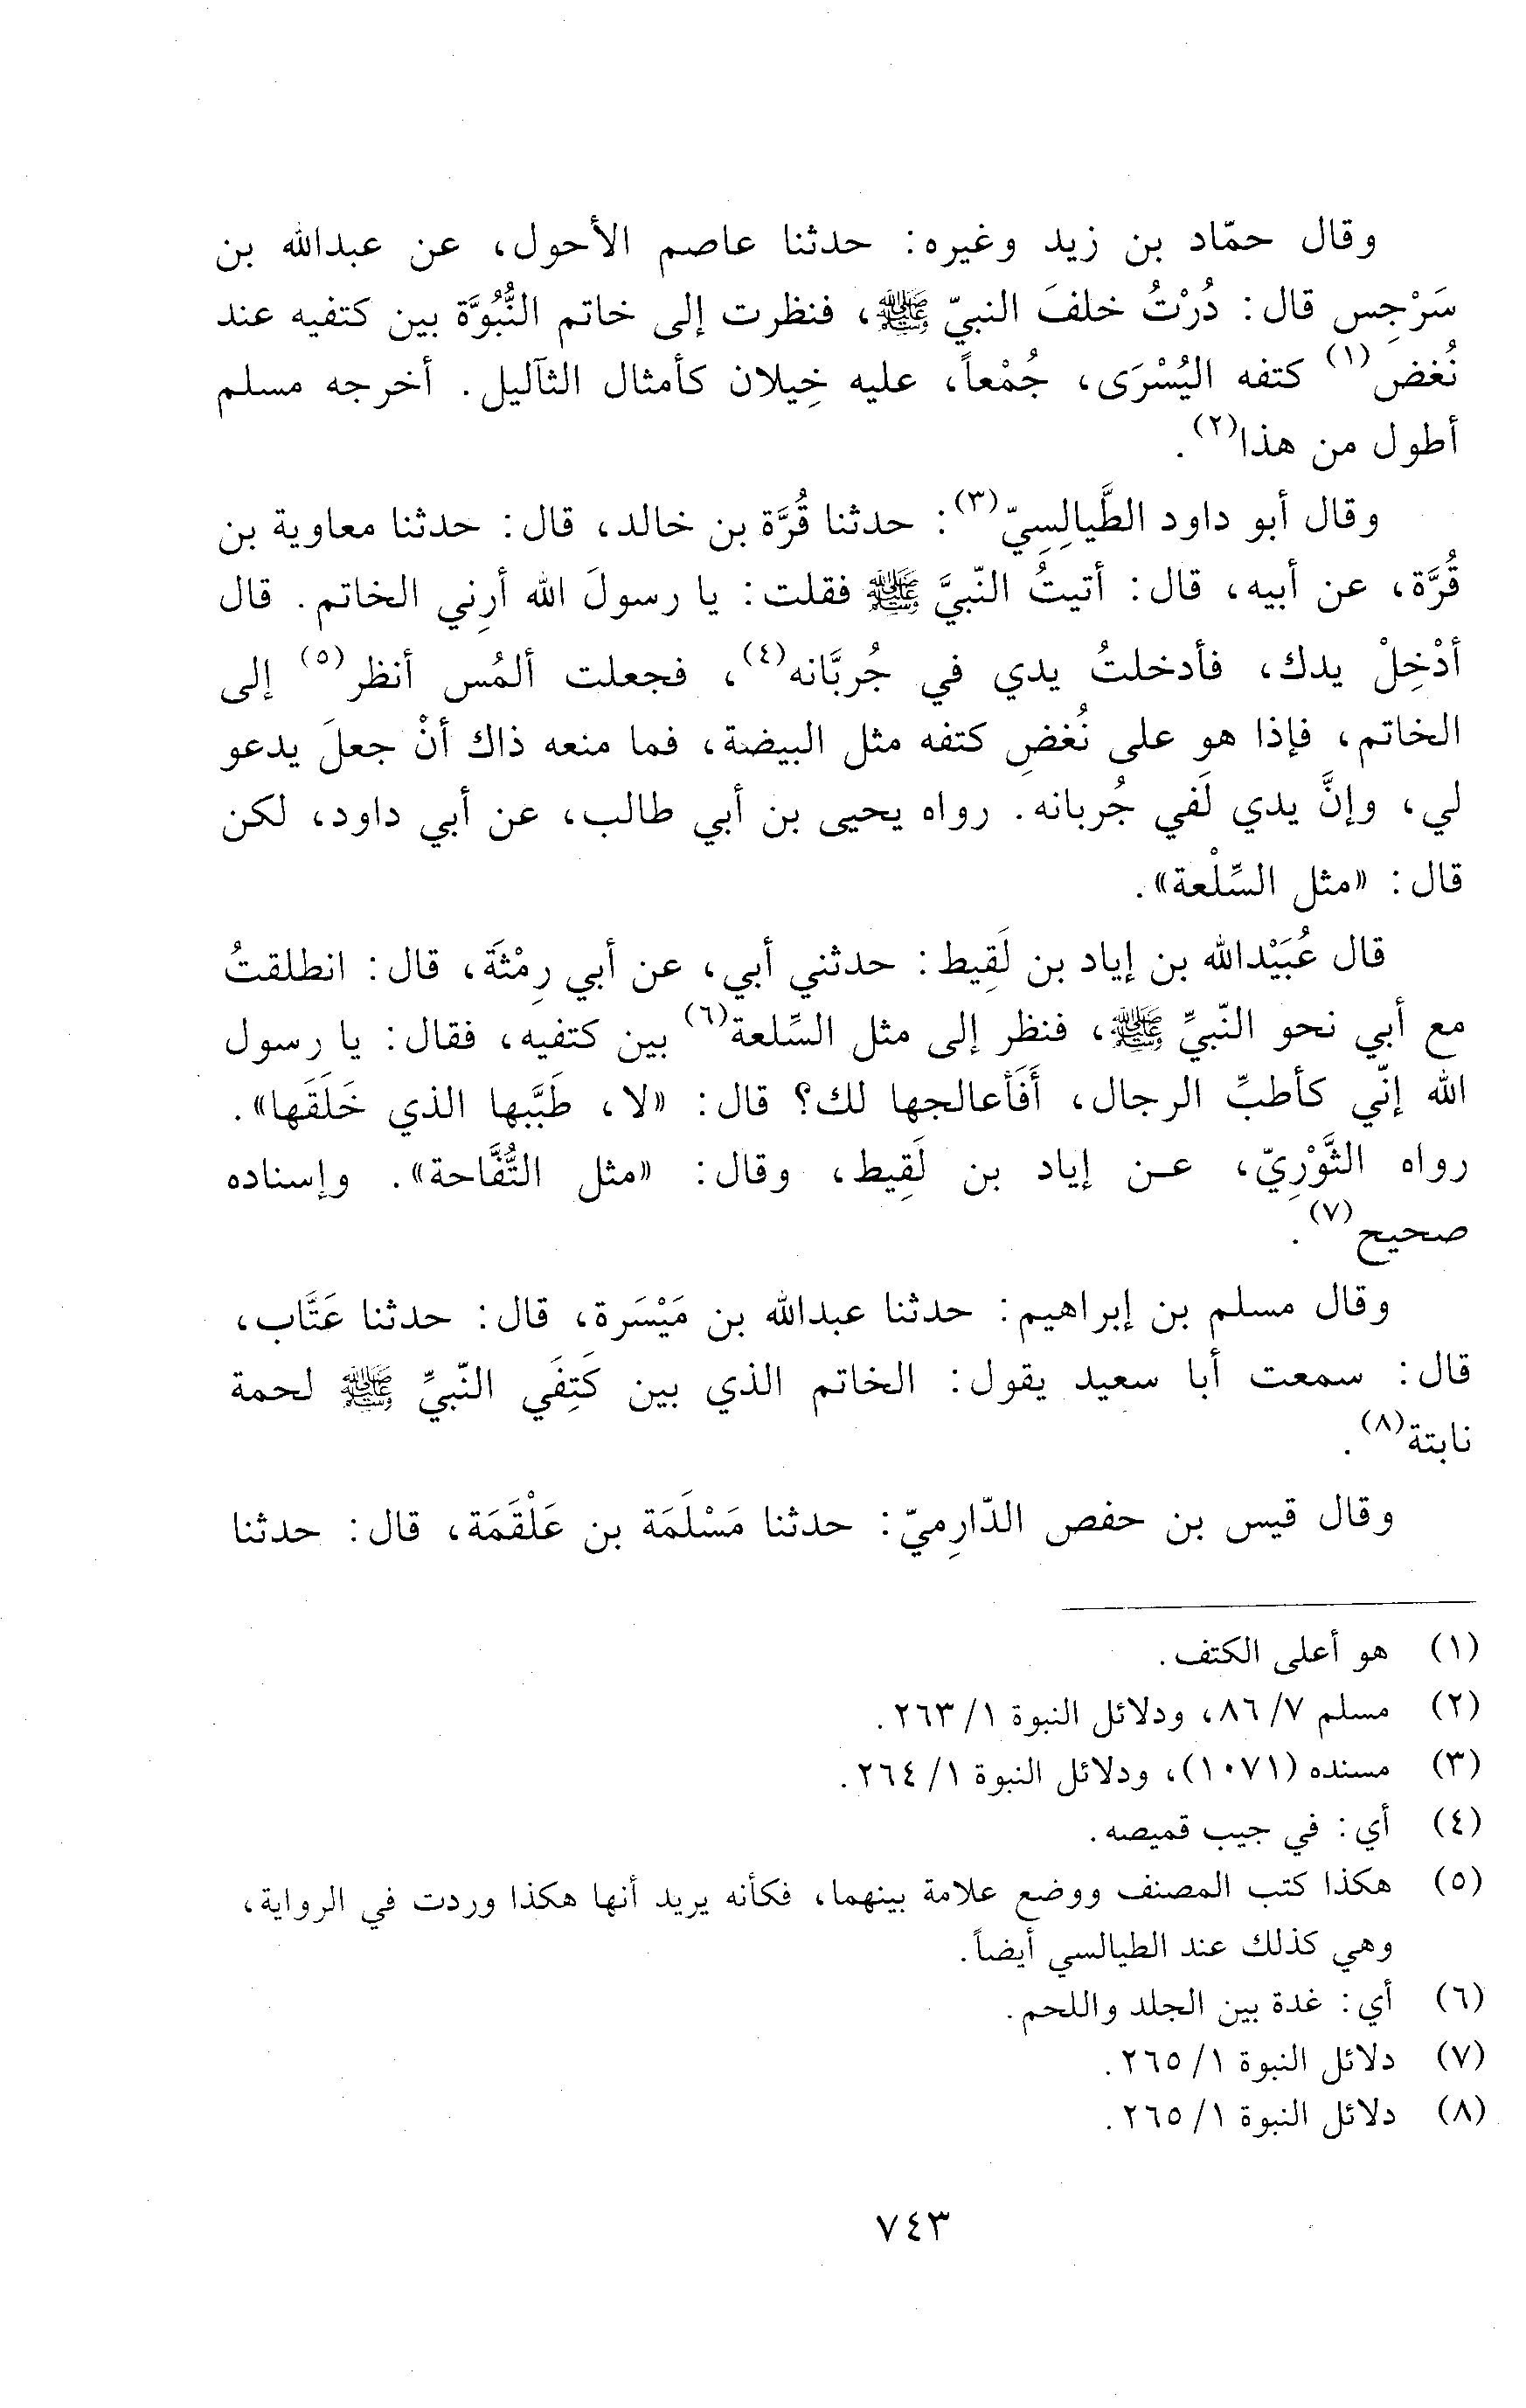 وقال حمّاد بن زيد وغيره: حدثنا عاصم الأحول، عن عبدالله بن
سَرْجِس قال: دُرْتُ خلفَ النبيّ ﷺ، فنظرت إلى خاتم النُّبُوَّة بين كتفيه عند
نُغض(١) كتفه اليُسْرَى، جُمْعاً، عليه خِيلان كأمثال الثآليل. أخرجه مسلم
أطول من هذا(٢).
وقال أبو داود الطَّيالِسِيّ(٣): حدثنا قُرَّة بن خالد، قال: حدثنا معاوية بن
قُرَّة، عن أبيه، قال: أتيتُ النّبيَّ ﷺ فقلت: يا رسولَ الله أرِني الخاتم. قال
أدْخِلْ يدك، فأدخلتُ يدي في جُربَّانه(٤)، فجعلت ألمُس أنظر(٥) إلى
الخاتم، فإذا هو على نُغضِ كتفه مثل البيضة، فما منعه ذاك أنْ جعلَ يدعو
لي، وإنَّ يدي لَفي جُربانه. رواه يحيى بن أبي طالب، عن أبي داود، لكن
قال: «مثل السِّلْعة».
قال عُبَيْدالله بن إياد بن لَقِيط: حدثني أبي، عن أبي رِمْثَة، قال: انطلقتُ
مع أبي نحو النّبيِّ ﷺ، فنظر إلى مثل السِّلعة(٦) بين كتفيه، فقال: يا رسول
الله إنّي كأطبِّ الرجال، أَفَأعالجها لك؟ قال: «لا، طَبَّبها الذي خَلَقَها».
رواه الثَّوْرِيّ، عن إياد بن لَقِيط، وقال: «مثل التُّفَّاحة». وإسناده
صحيح(٧).
وقال مسلم بن إبراهيم: حدثنا عبدالله بن مَيْسَرة، قال: حدثنا عَتَّاب،
قال: سمعت أبا سعيد يقول: الخاتم الذي بين كَتِفَي النّبيِّ ﷺ لحمة
نابتة(٨).
وقال قيس بن حفص الدّارِميّ: حدثنا مَسْلَمَة بن عَلْقَمَة، قال: حدثنا
(١) هو أعلى الكتف.
(٢) مسلم ٧/ ٨٦، ودلائل النبوة ١/ ٢٦٣.
(٣) مسنده (١٠٧١)، ودلائل النبوة ١/ ٢٦٤.
(٤) أي: في جيب قميصه.
(٥) هكذا كتب المصنف ووضع علامة بينهما، فكأنه يريد أنها هكذا وردت في الرواية،
وهي كذلك عند الطيالسي أيضاً.
(٦) أي: غدة بين الجلد واللحم.
(٧) دلائل النبوة ١/ ٢٦٥.
(٨) دلائل النبوة ١/ ٢٦٥.
٧٤٣